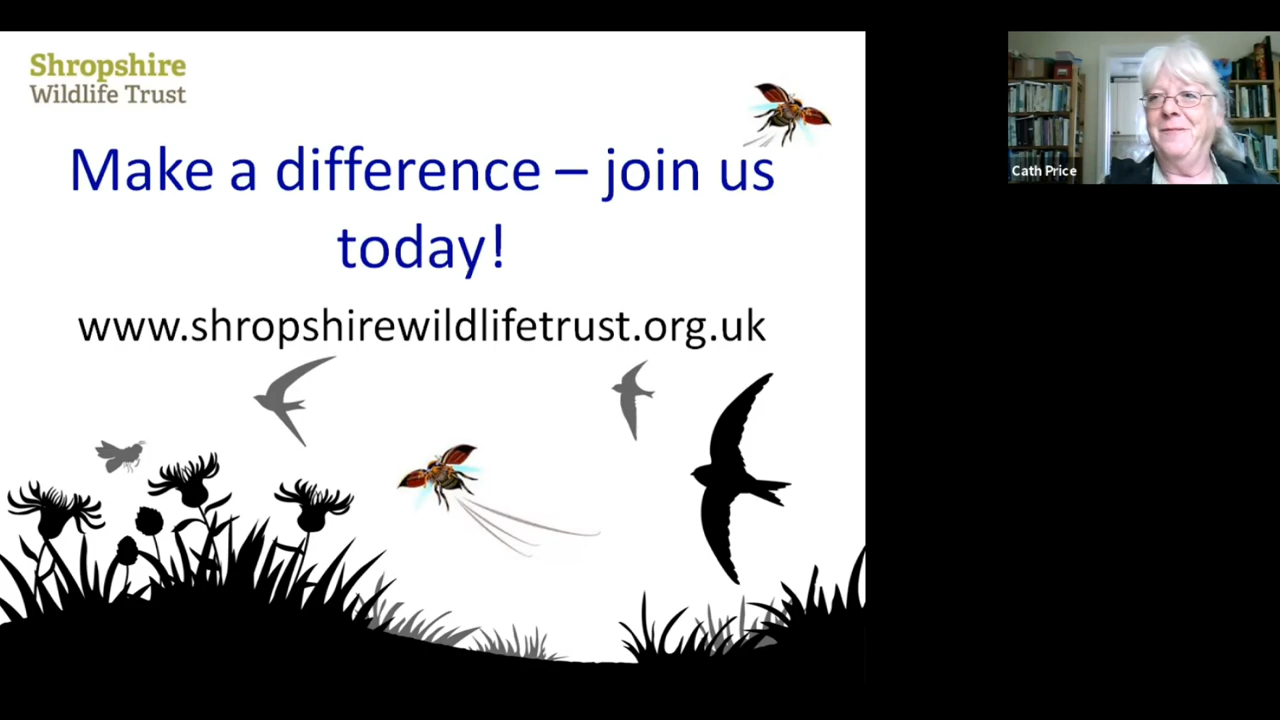 Shropshire
Wildlife Trust
Make a difference – join us
today!
www.shropshirewildlifetrust.org.uk
Cath Price